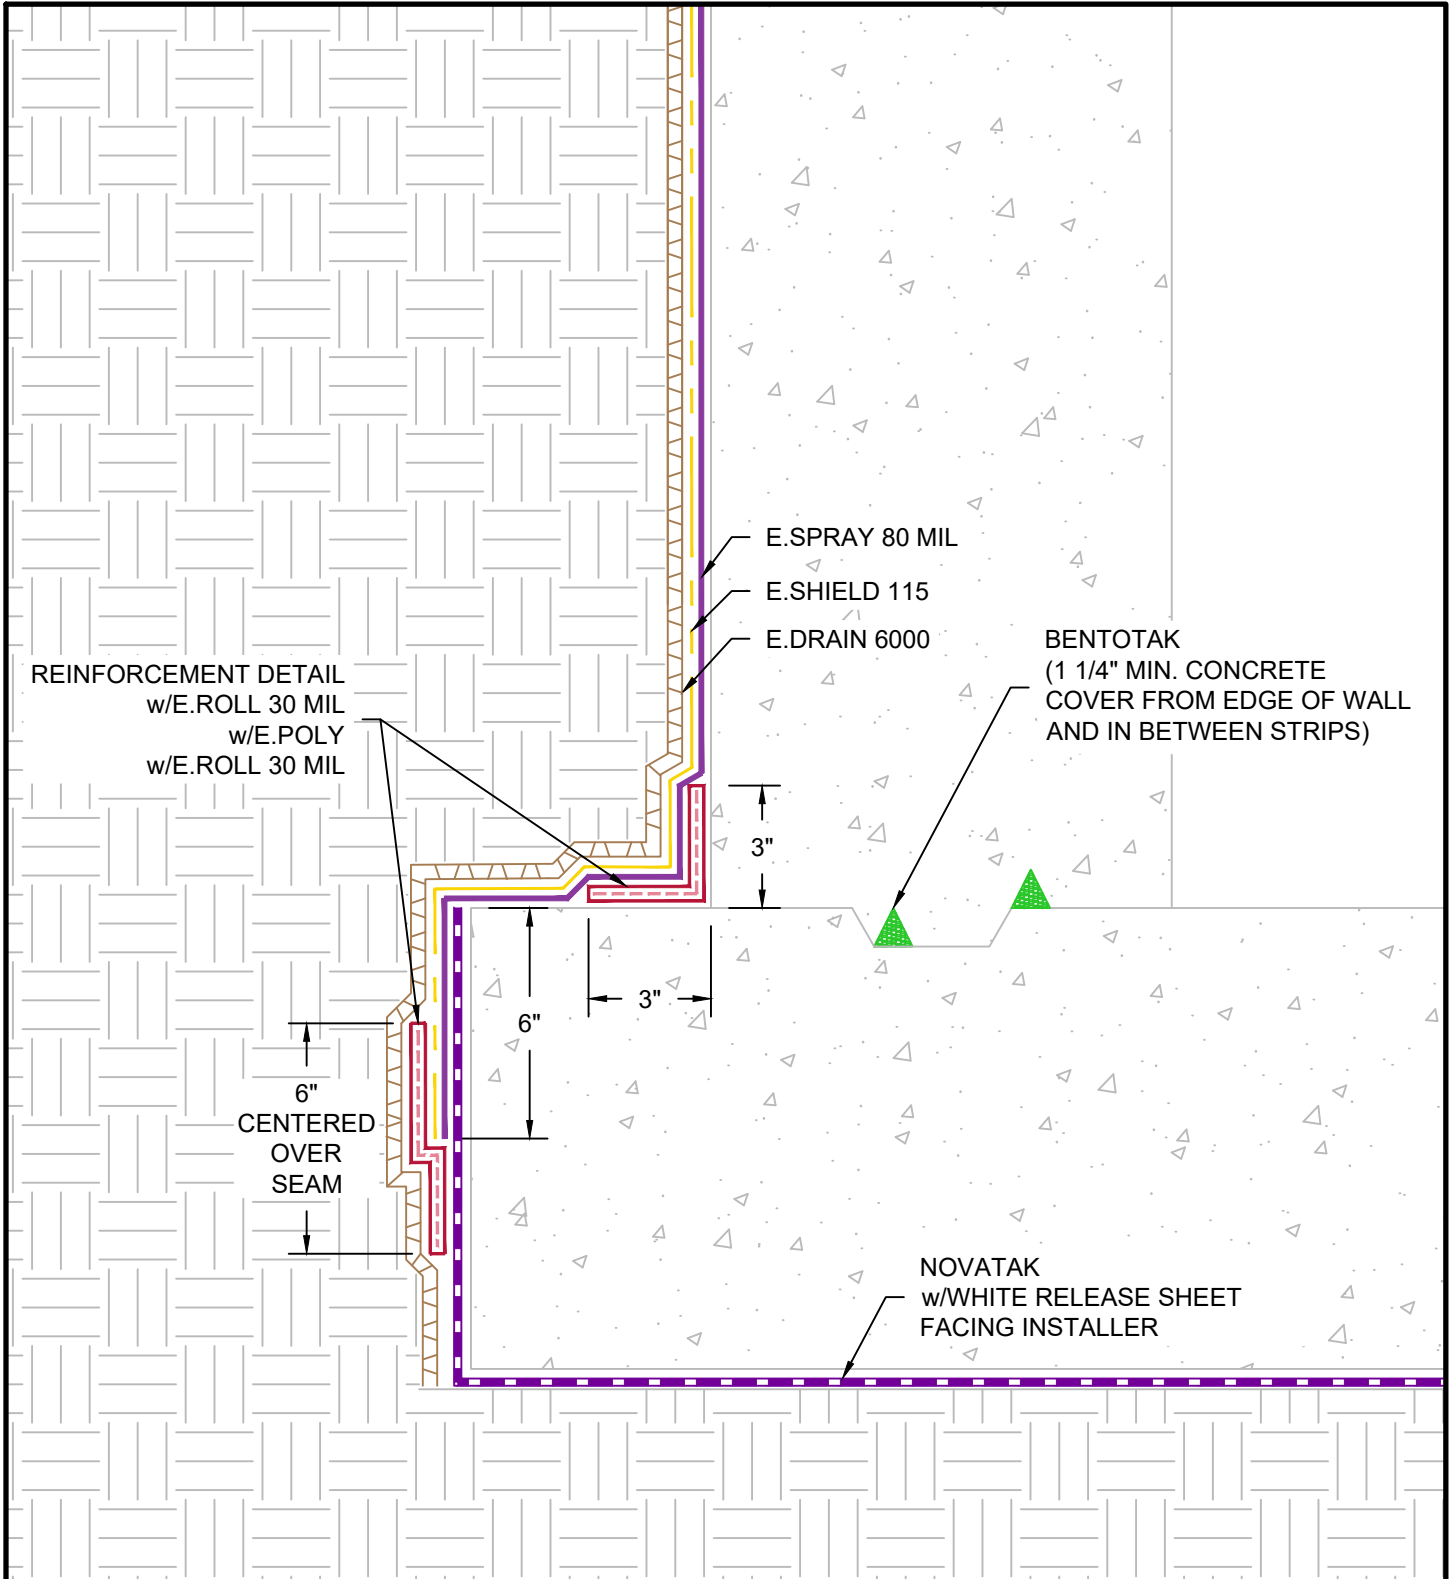 E.SPRAY 80 MIL
E.SHIELD 115
E.DRAIN 6000
BENTOTAK
(1 1/4" MIN. CONCRETE
COVER FROM EDGE OF WALL
AND IN BETWEEN STRIPS)
REINFORCEMENT DETAIL
w/E.ROLL 30 MIL
w/E.POLY
w/E.ROLL 30 MIL
3"
3"
6"
6"
CENTERED
OVER
SEAM
NOVATAK
w/WHITE RELEASE SHEET
FACING INSTALLER